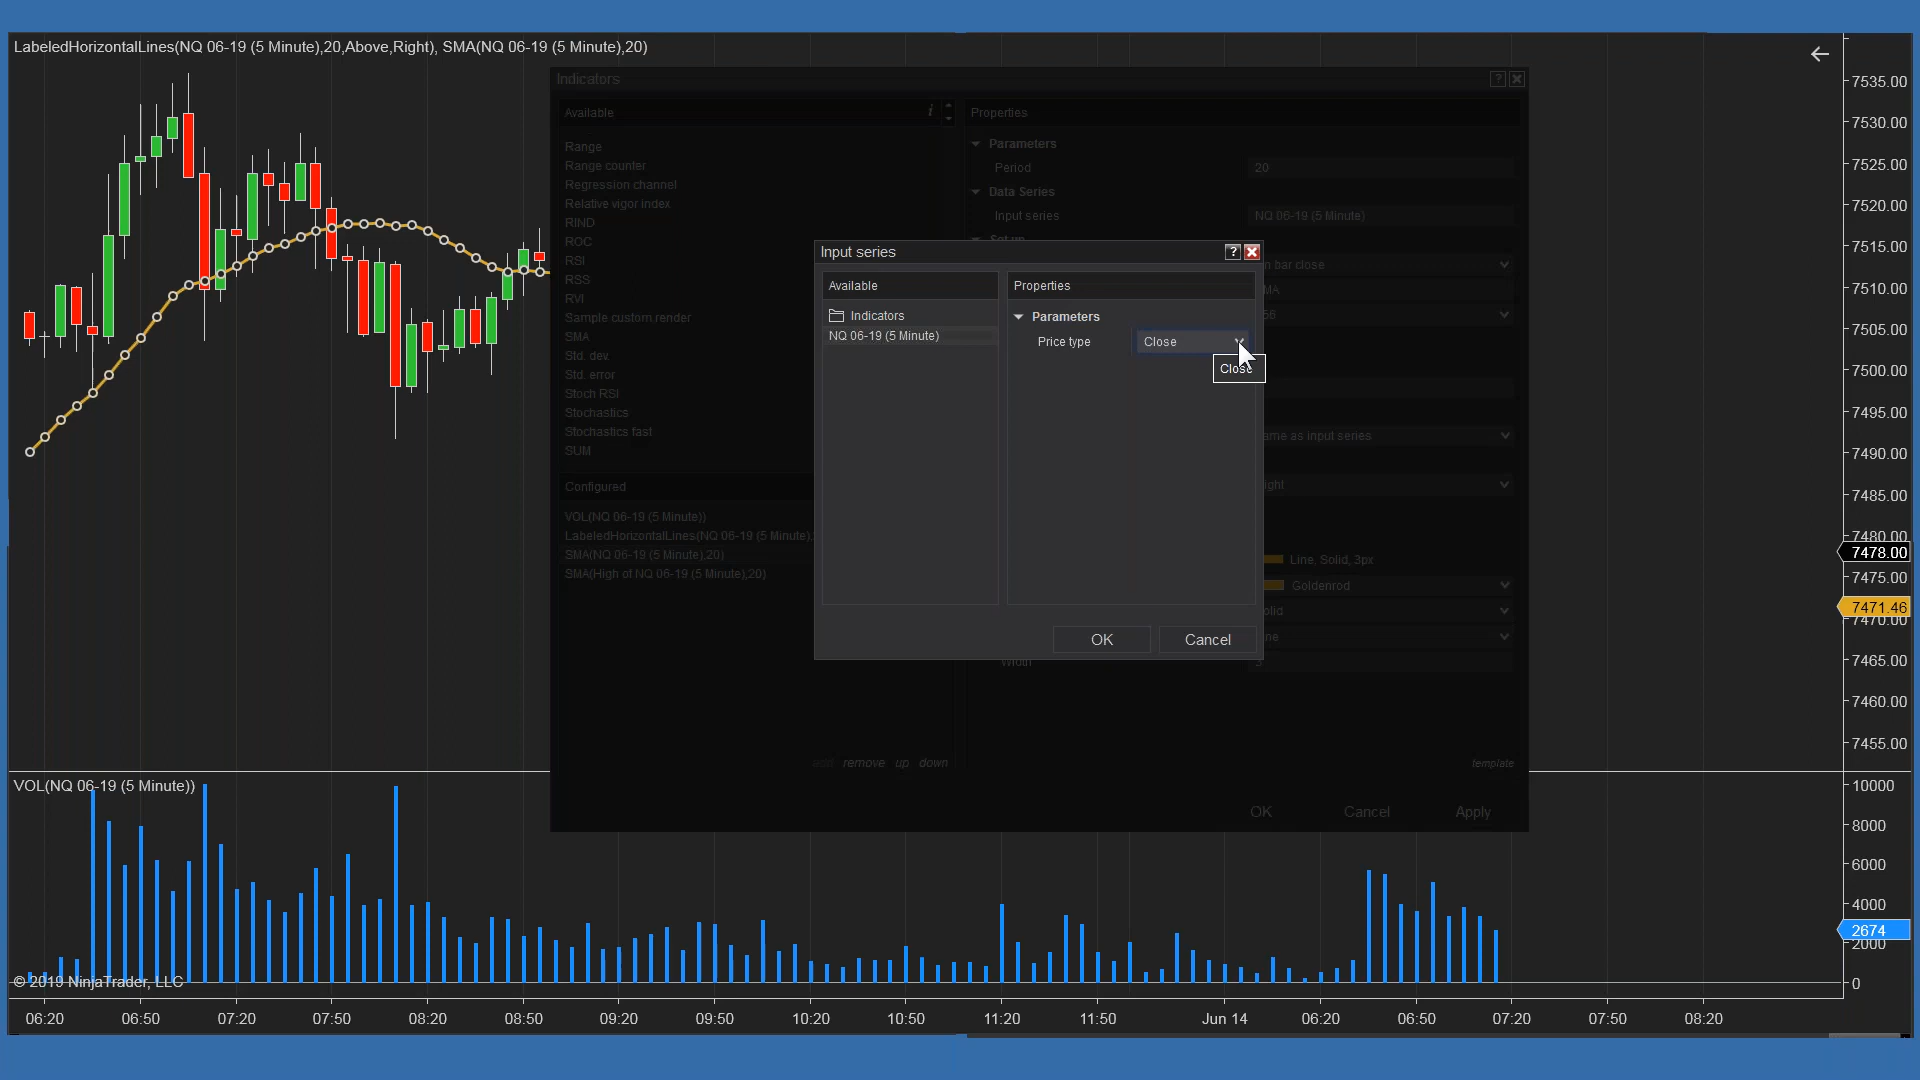 LabeledHorizontalLines(NQ 06-19 (5 Minute),20,Above,Right), SMA(NQ 06-19 (5 Minute),20)
Indicators
?
Available
i
Properties
Range
Range counter
Regression channel
Relative vigor index
RIND
ROC
RSI
RSS
RVI
Sample custom render
SMA
Std. dev.
Std. error
Stoch RSI
Stochastics
Stochastics fast
SUM
Configured
VOL(NQ 06-19 (5 Minute))
LabeledHorizontalLines(NQ 06-19 (5 Minute),
SMA(NQ 06-19 (5 Minute),20)
SMA(High of NQ 06-19 (5 Minute),20)
remove up down
Parameters
Period 20
Data Series
Input series NQ 06-19 (5 Minute)
Set up
bar close
Line, Solid, 3px
Goldenrod
Width 3
template
OK Cancel Apply
Input series
?
Available
Indicators
NQ 06-19 (5 Minute)
Properties
Parameters
Price type Close
Close
OK Cancel
7535.00
7530.00
7525.00
7520.00
7515.00
7510.00
7505.00
7500.00
7495.00
7490.00
7485.00
7480.00
7478.00
7475.00
7471.46
7470.00
7465.00
7460.00
7455.00
VOL(NQ 06-19 (5 Minute))
10000
8000
6000
4000
2674
2000
0
© 2019 NinjaTrader, LLC
06:20 06:50 07:20 07:50 08:20 08:50 09:20 09:50 10:20 10:50 11:20 11:50 Jun 14 06:20 06:50 07:20 07:50 08:20